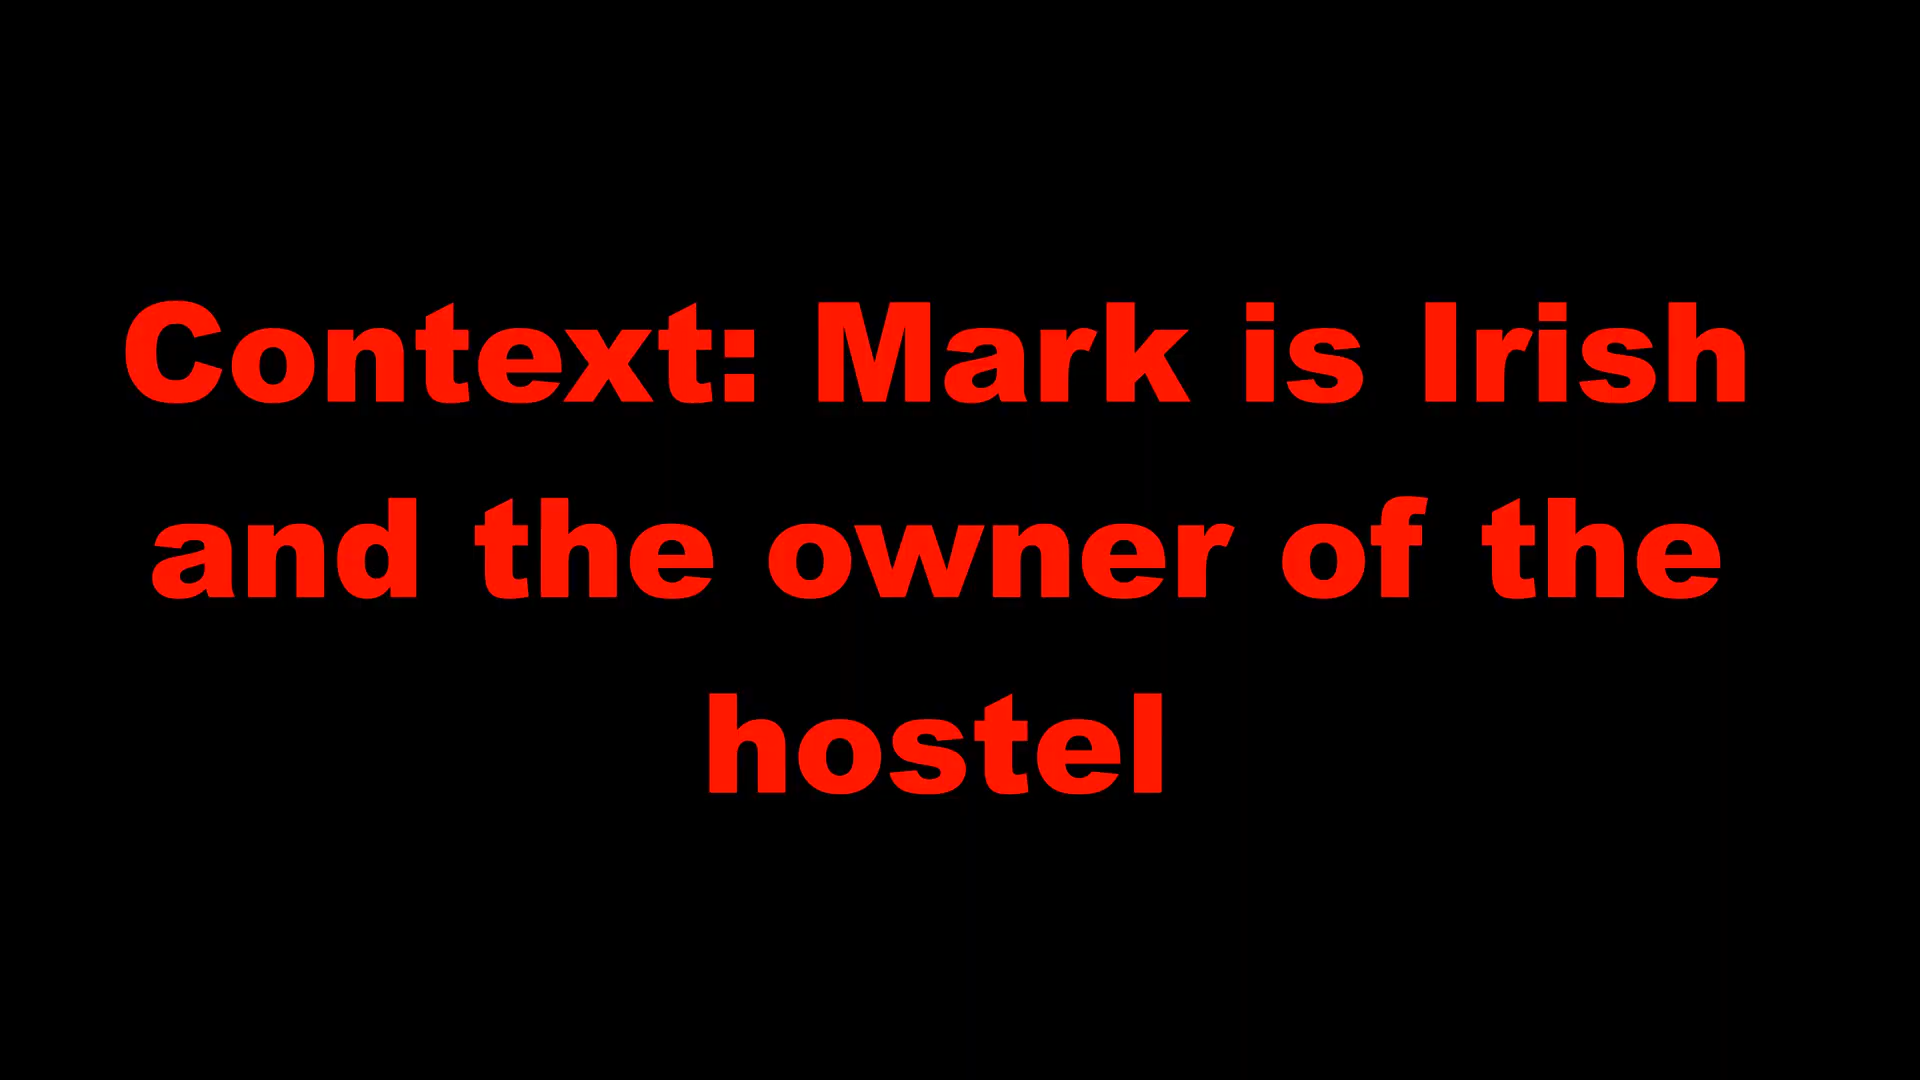 Context: Mark is Irish
and the owner of the
hostel